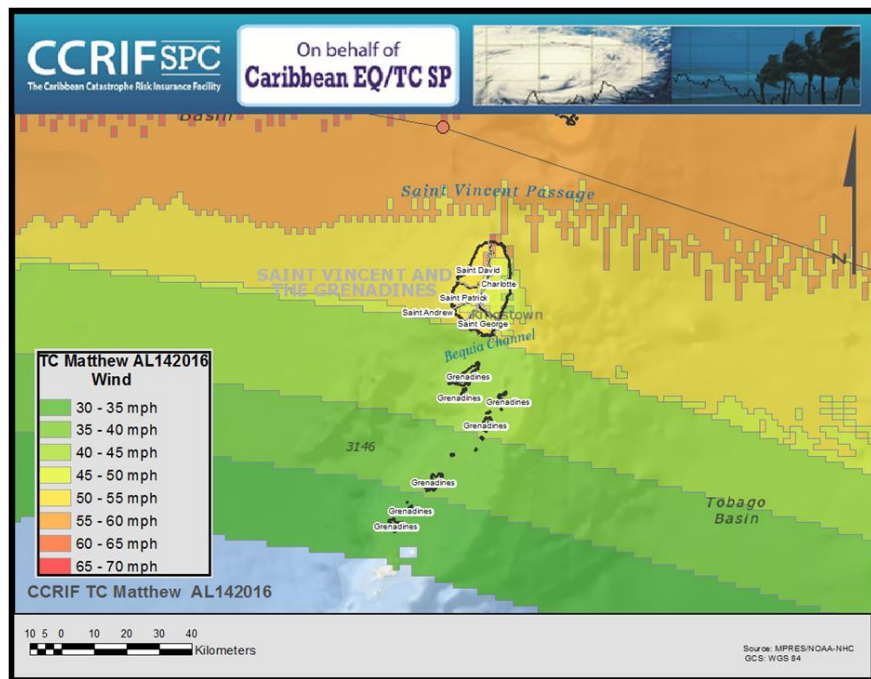 CCRIF SPC
The Caribbean Catastrophe Risk Insurance Facility
On behalf of
Caribbean EQ/TC SP
Basin
Saint Vincent Passage
SAINT VINCENT AND
THE GRENADINES
Saint David
Charlotte
Saint Patrick
Saint Andrew
Kingstown
Saint George
Bequia Channel
Grenadines
Grenadines
Grenadines
Grenadines
3146
Grenadines
Grenadines
Grenadines
Tobago
Basin
N
TC Matthew AL142016
Wind
30 - 35 mph
35 - 40 mph
40 - 45 mph
45 - 50 mph
50 - 55 mph
55 - 60 mph
60 - 65 mph
65 - 70 mph
CCRIF TC Matthew AL142016
10 5 0 10 20 30 40
Kilometers
Source: MPRES/NOAA-NHC
GCS: WGS 84